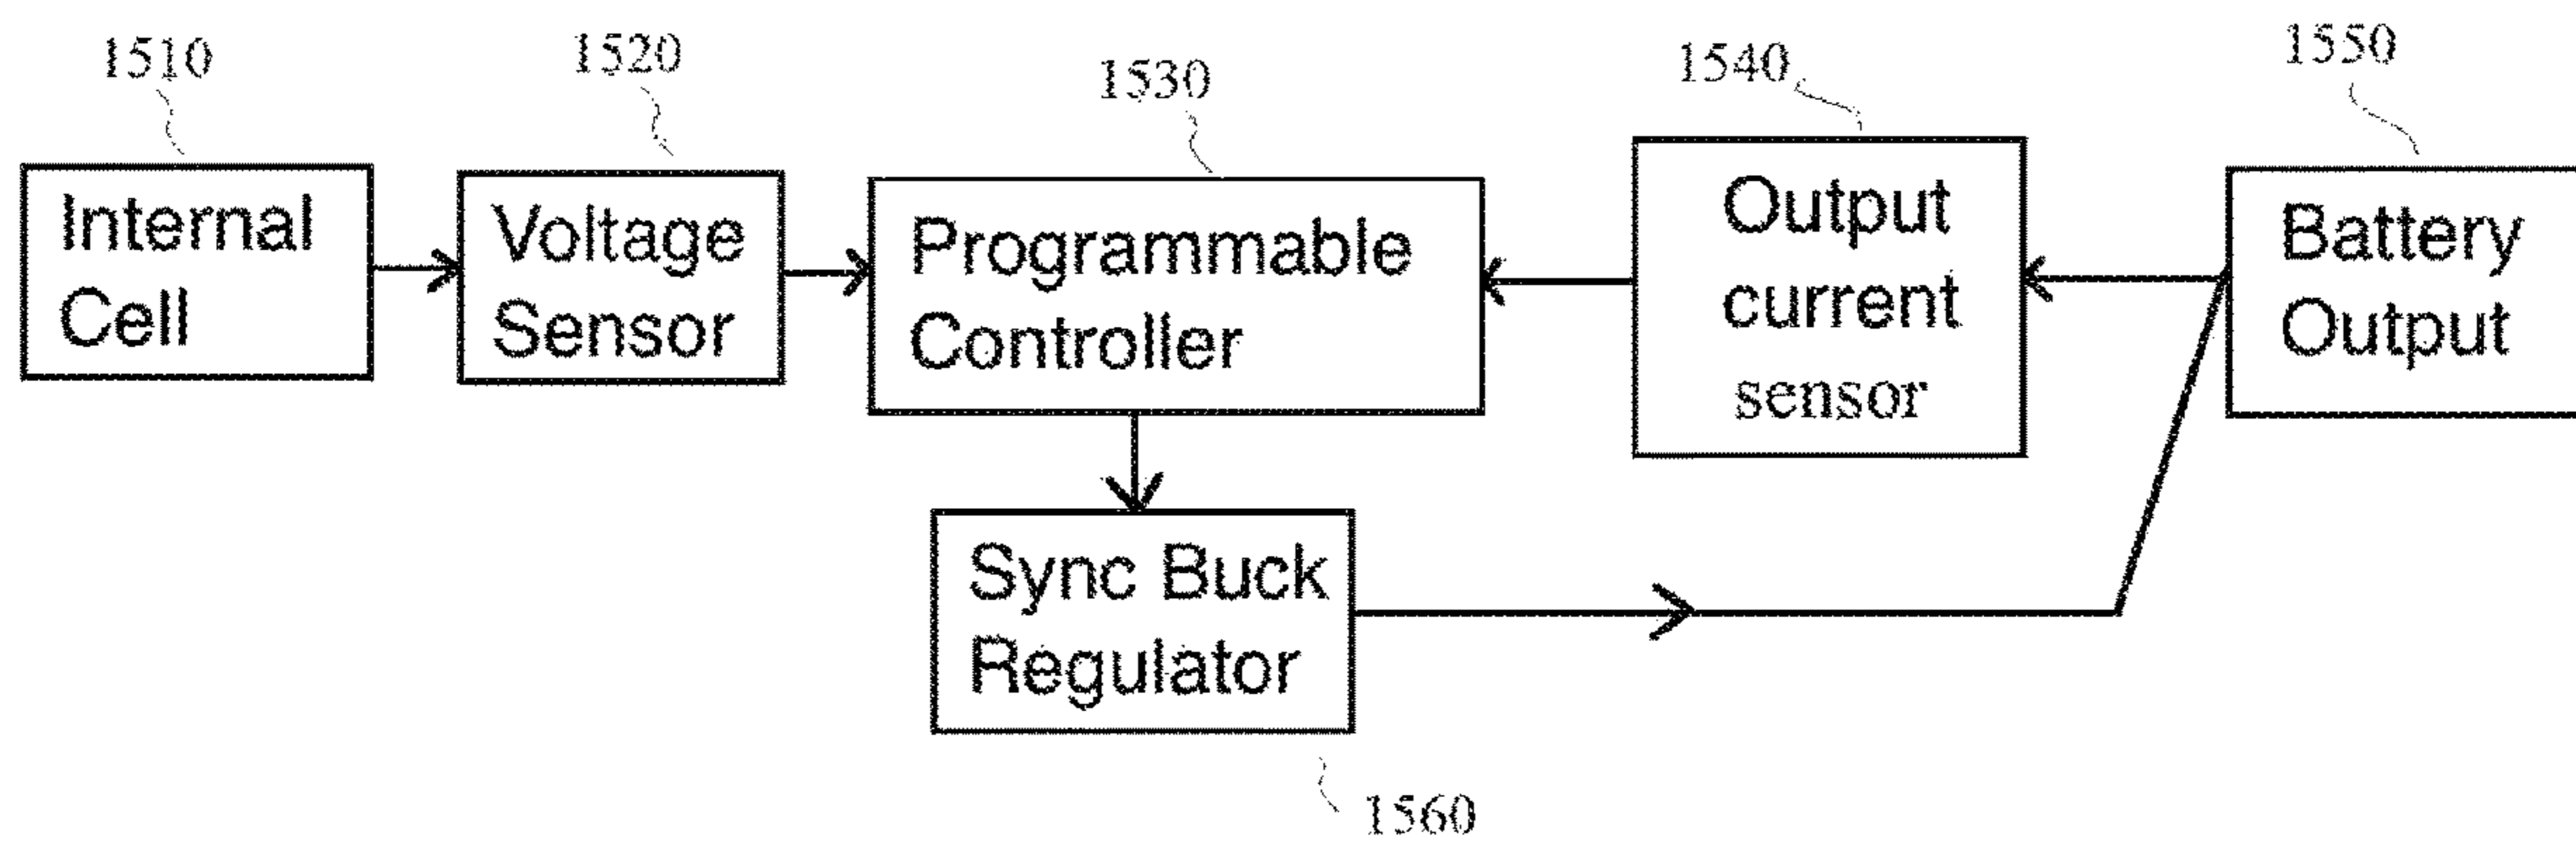 1510
1520
1530
1540
1550
Internal
Cell
Voltage
Sensor
Programmable
Controller
Output
current
sensor
Battery
Output
Sync Buck
Regulator
1560